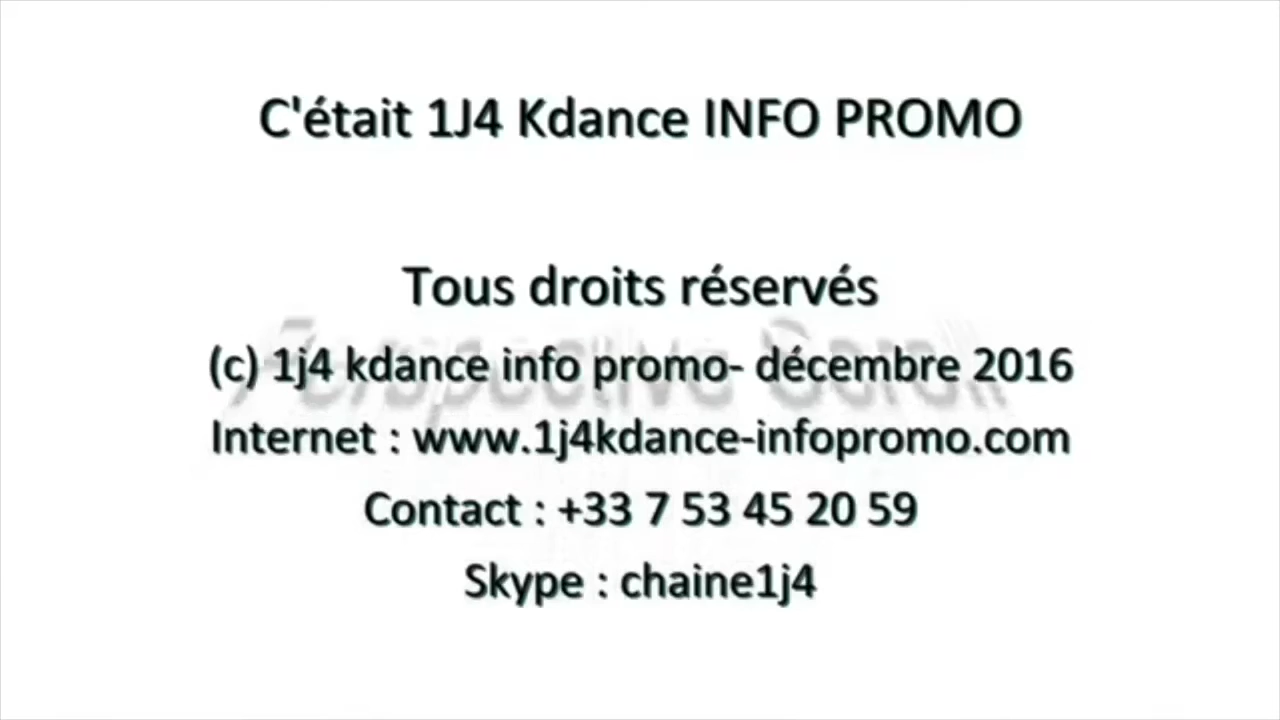 C'était 1J4 Kdance INFO PROMO
Tous droits réservés
(c) 1j4 kdance info promo- décembre 2016
Internet : www.1j4kdance-infopromo.com
Contact : +33 7 53 45 20 59
Skype : chaine1j4